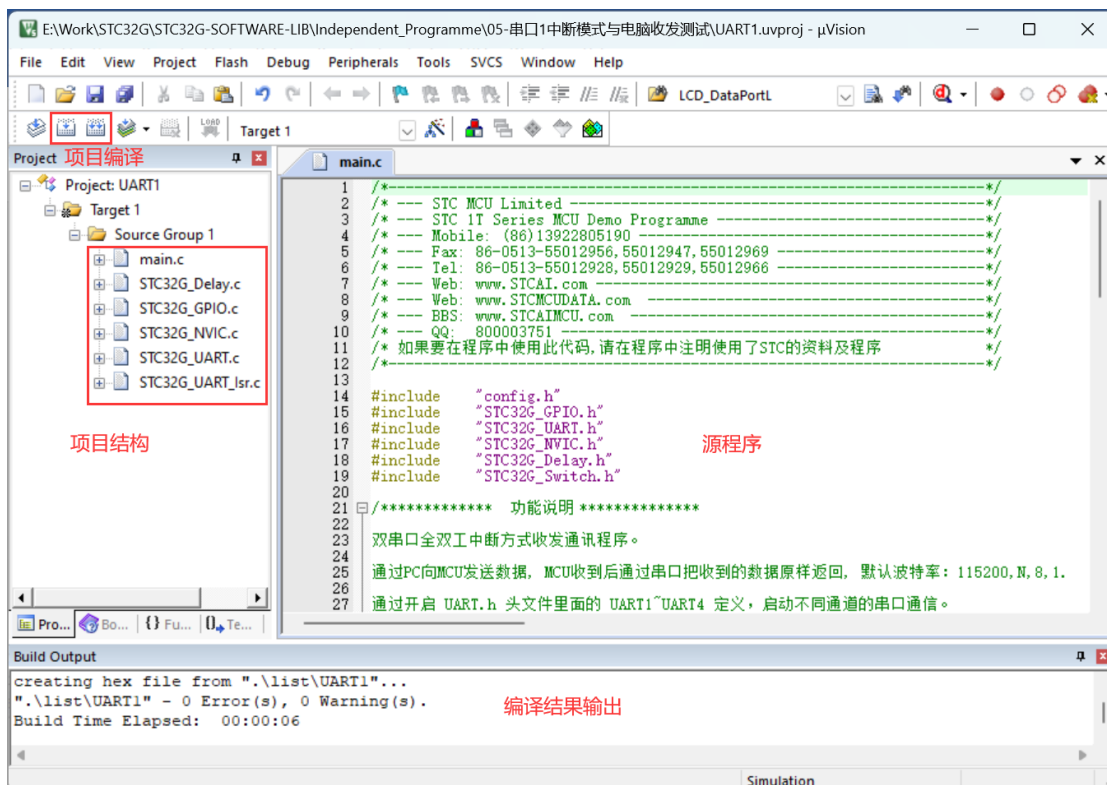 E:\Work\STC32G\STC32G-SOFTWARE-LIB\Independent_Programme\05-串口1中断模式与电脑收发测试\UART1.uvproj - µVision
File Edit View Project Flash Debug Peripherals Tools SVCS Window Help
LCD_DataPortL
LOAD
Target 1
Project 项目编译
main.c
Project: UART1
Target 1
Source Group 1
main.c
STC32G_Delay.c
STC32G_GPIO.c
STC32G_NVIC.c
STC32G_UART.c
STC32G_UART_Isr.c
项目结构
1 /*---------------------------------------------------------------------*/
2 /* --- STC MCU Limited ------------------------------------------------*/
3 /* --- STC 1T Series MCU Demo Programme -------------------------------*/
4 /* --- Mobile: (86)13922805190 ----------------------------------------*/
5 /* --- Fax: 86-0513-55012956,55012947,55012969 ------------------------*/
6 /* --- Tel: 86-0513-55012928,55012929,55012966 ------------------------*/
7 /* --- Web: www.STCAI.com ---------------------------------------------*/
8 /* --- Web: www.STCMCUDATA.com ---------------------------------------*/
9 /* --- BBS: www.STCAIMCU.com -----------------------------------------*/
10 /* --- QQ: 800003751 -------------------------------------------------*/
11 /* 如果要在程序中使用此代码,请在程序中注明使用了STC的资料及程序 */
12 /*---------------------------------------------------------------------*/
13
14 #include "config.h"
15 #include "STC32G_GPIO.h"
16 #include "STC32G_UART.h"
17 #include "STC32G_NVIC.h"
18 #include "STC32G_Delay.h"
19 #include "STC32G_Switch.h"
源程序
20
21 /************* 功能说明 **************
22
23 双串口全双工中断方式收发通讯程序。
24
25 通过PC向MCU发送数据, MCU收到后通过串口把收到的数据原样返回, 默认波特率：115200,N,8,1.
26
27 通过开启 UART.h 头文件里面的 UART1~UART4 定义，启动不同通道的串口通信。
Pro... Bo... {} Fu... Te...
Build Output
creating hex file from ".\list\UART1"...
".\list\UART1" - 0 Error(s), 0 Warning(s).
Build Time Elapsed: 00:00:06
编译结果输出
Simulation